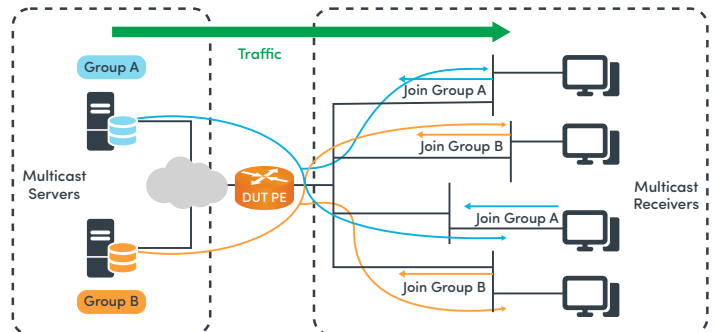 Traffic
Group A
Join Group A
Join Group B
Multicast
Servers
DUT PE
Multicast
Receivers
Join Group A
Join Group B
Group B